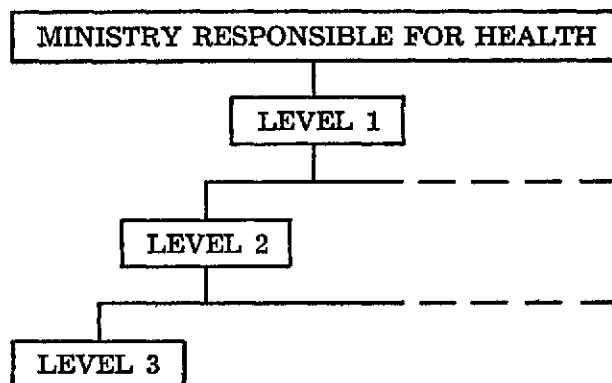 MINISTRY RESPONSIBLE FOR HEALTH
LEVEL 1
LEVEL 2
LEVEL 3